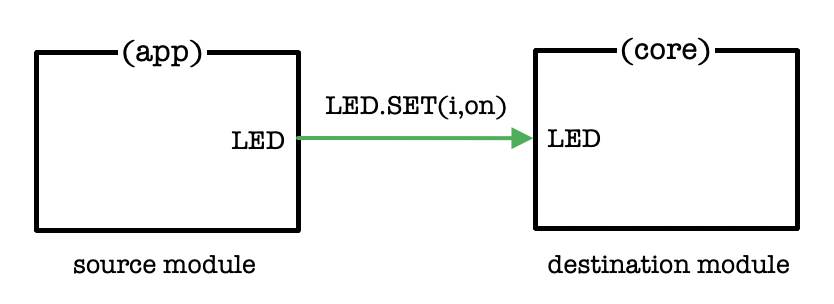 (app)
(core)
LED.SET(i,on)
LED
LED
source module
destination module